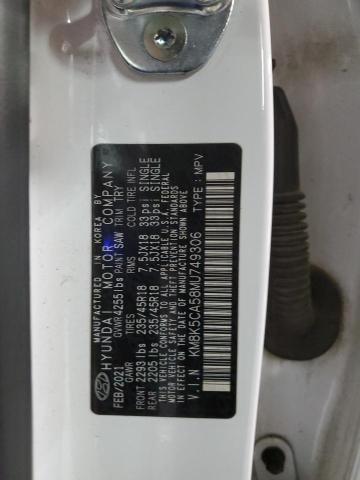 MANUFACTURED IN KOREA BY
HYUNDAI MOTOR COMPANY
FEB/2021 GVWR 4255lbs PAINT SAW TRIM TRY
GAWR TIRES RIMS COLD TIRE INFL
FRONT 2293lbs 235/45R18 7.5JX18 33psi SINGLE
REAR 2205lbs 235/45R18 7.5JX18 33psi SINGLE
THIS VEHICLE CONFORMS TO ALL APPLICABLE U.S.A. FEDERAL
MOTOR VEHICLE SAFETY, BUMPER, AND THEFT PREVENTION STANDARDS
IN EFFECT ON THE DATE OF MANUFACTURE SHOWN ABOVE.
V.I.N KM8K5CA58MU749306 TYPE : MPV